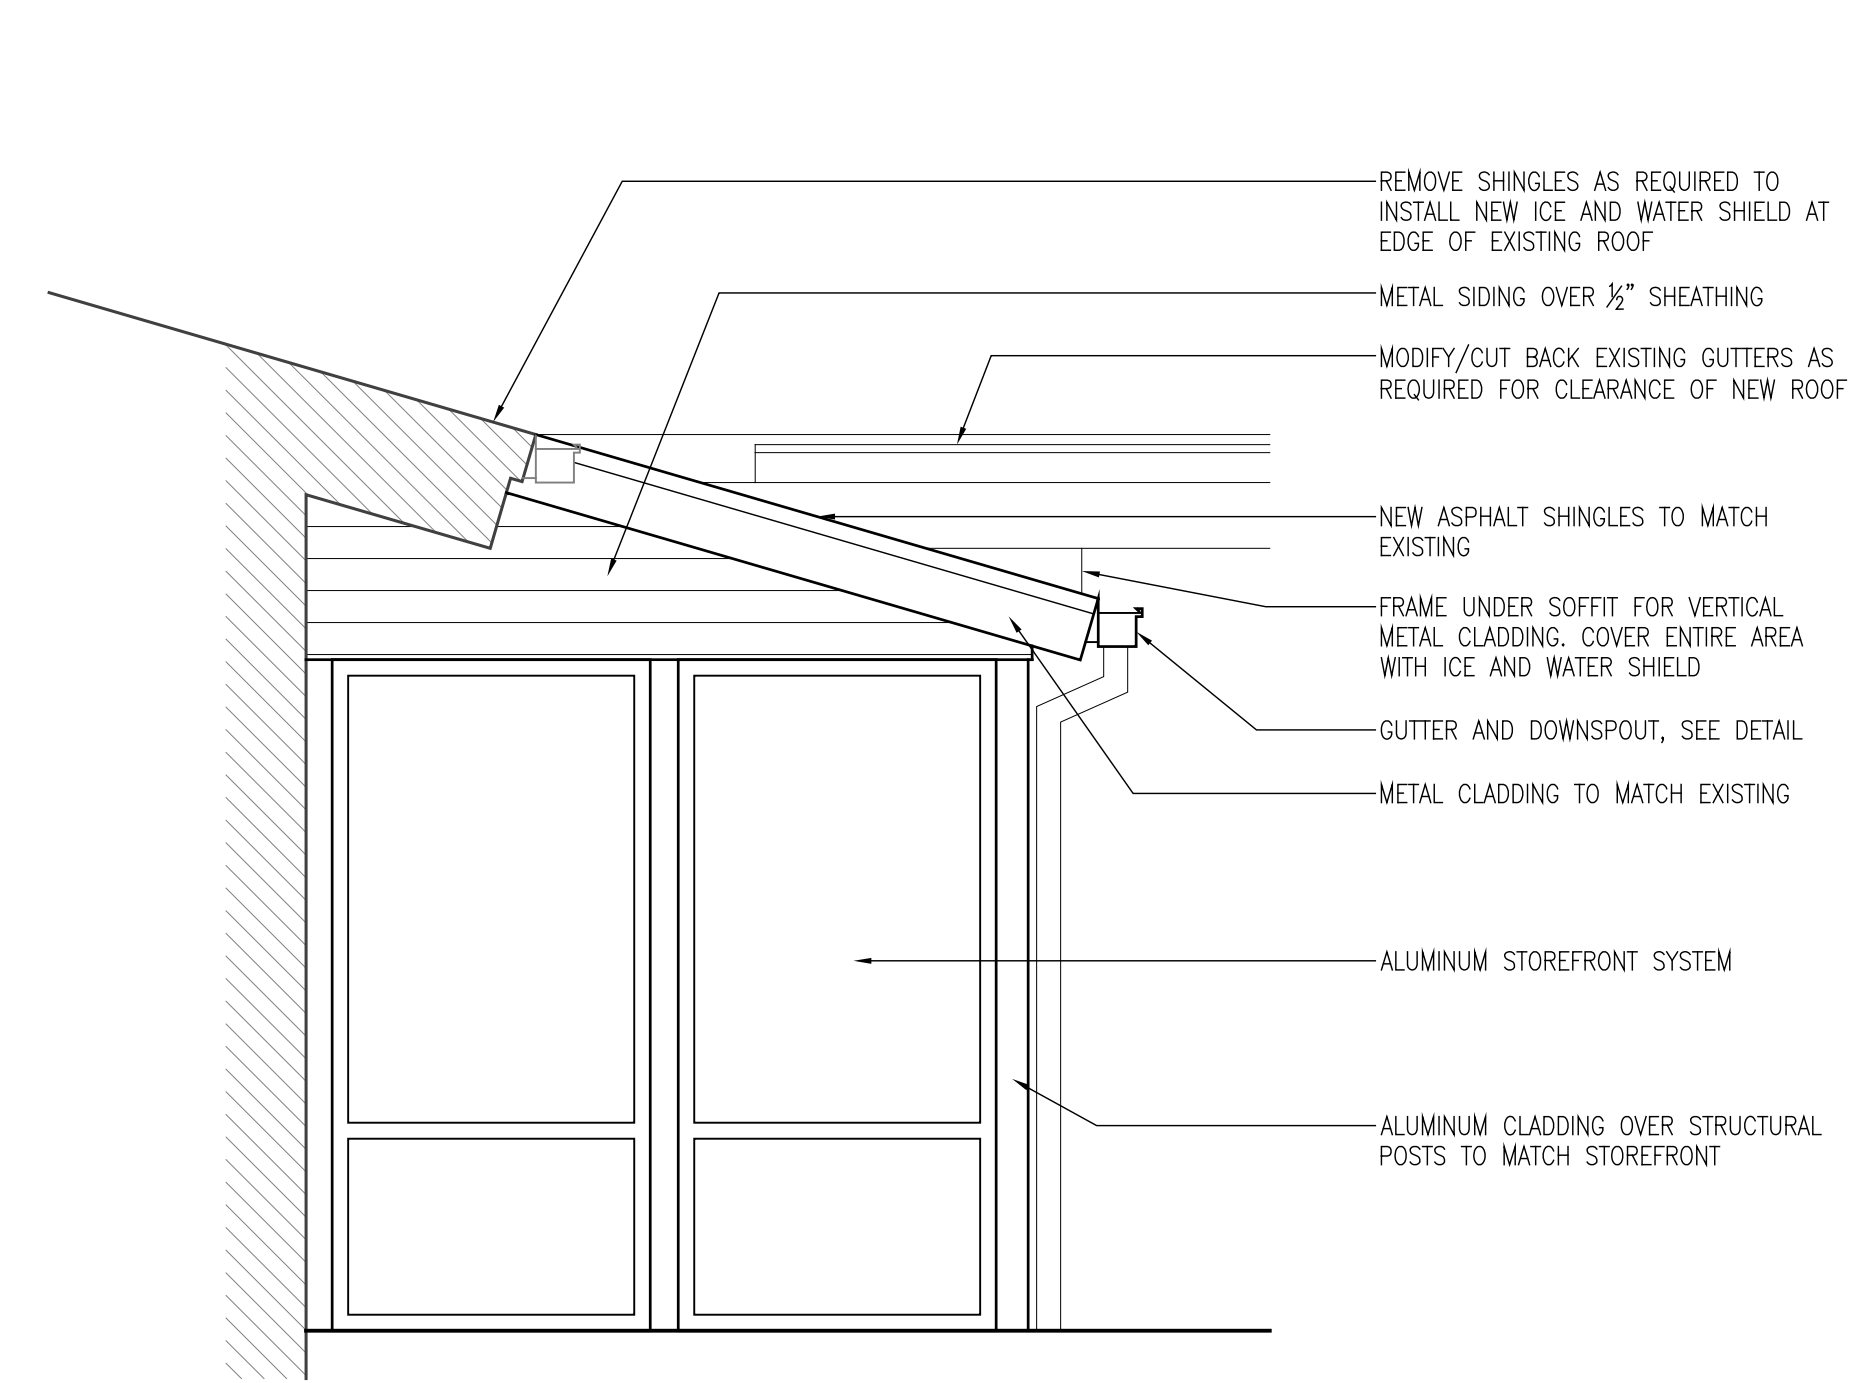 REMOVE SHINGLES AS REQUIRED TO
INSTALL NEW ICE AND WATER SHIELD AT
EDGE OF EXISTING ROOF
METAL SIDING OVER ½" SHEATHING
MODIFY/CUT BACK EXISTING GUTTERS AS
REQUIRED FOR CLEARANCE OF NEW ROOF
NEW ASPHALT SHINGLES TO MATCH
EXISTING
FRAME UNDER SOFFIT FOR VERTICAL
METAL CLADDING. COVER ENTIRE AREA
WITH ICE AND WATER SHIELD
GUTTER AND DOWNSPOUT, SEE DETAIL
METAL CLADDING TO MATCH EXISTING
ALUMINUM STOREFRONT SYSTEM
ALUMINUM CLADDING OVER STRUCTURAL
POSTS TO MATCH STOREFRONT